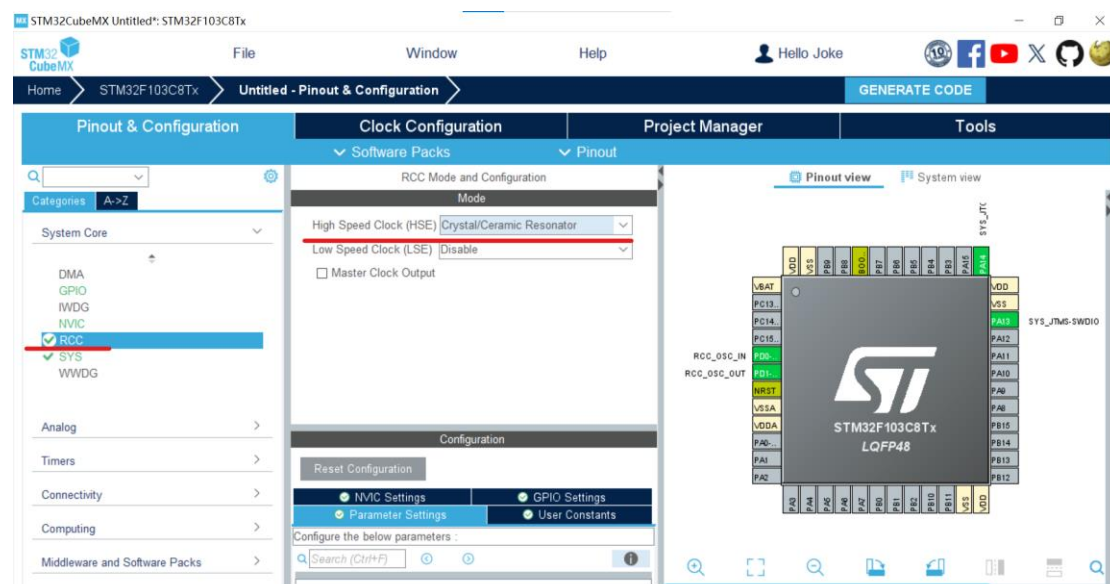 MX STM32CubeMX Untitled*: STM32F103C8Tx
STM32
CubeMX
File
Window
Help
Hello Joke
Home
STM32F103C8Tx
Untitled - Pinout & Configuration
GENERATE CODE
Pinout & Configuration
Clock Configuration
Project Manager
Tools
Software Packs
Pinout
Categories
A->Z
System Core
DMA
GPIO
IWDG
NVIC
RCC
SYS
WWDG
Analog
Timers
Connectivity
Computing
Middleware and Software Packs
RCC Mode and Configuration
Mode
High Speed Clock (HSE) Crystal/Ceramic Resonator
Low Speed Clock (LSE) Disable
Master Clock Output
Configuration
Reset Configuration
NVIC Settings
GPIO Settings
Parameter Settings
User Constants
Configure the below parameters :
Search (Ctrl+F)
Pinout view
System view
SYS_JTC
VDD
VSS
PB9
PB8
BOO..
PB7
PB6
PB5
PB4
PB3
PA15
PA14
VBAT
PC13..
PC14..
PC15..
RCC_OSC_IN PD0-..
RCC_OSC_OUT PD1-..
NRST
VSSA
VDDA
PA0-..
PA1
PA2
VDD
VSS
PA13 SYS_JTMS-SWDIO
PA12
PA11
PA10
PA9
PA8
PB15
PB14
PB13
PB12
STM32F103C8Tx
LQFP48
PA3
PA4
PA5
PA6
PA7
PB0
PB1
PB2
PB10
PB11
VSS
VDD